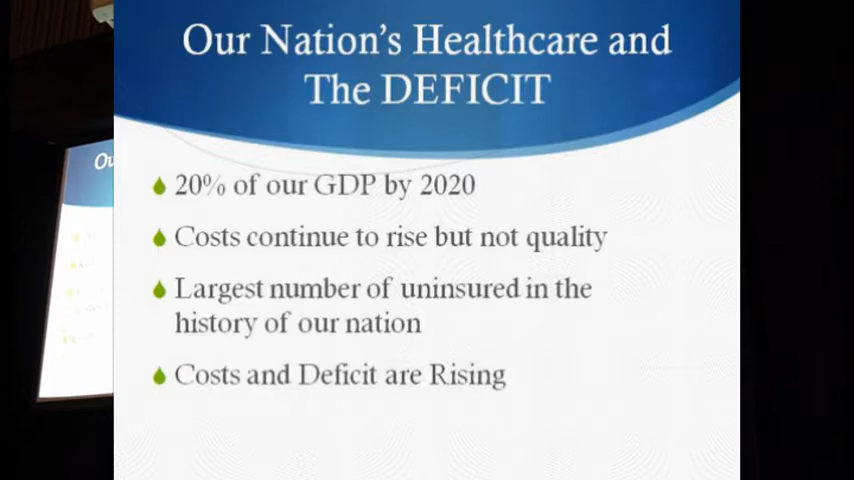 Our Nation's Healthcare and
The DEFICIT
20% of our GDP by 2020
Costs continue to rise but not quality
Largest number of uninsured in the
history of our nation
Costs and Deficit are Rising
Ou